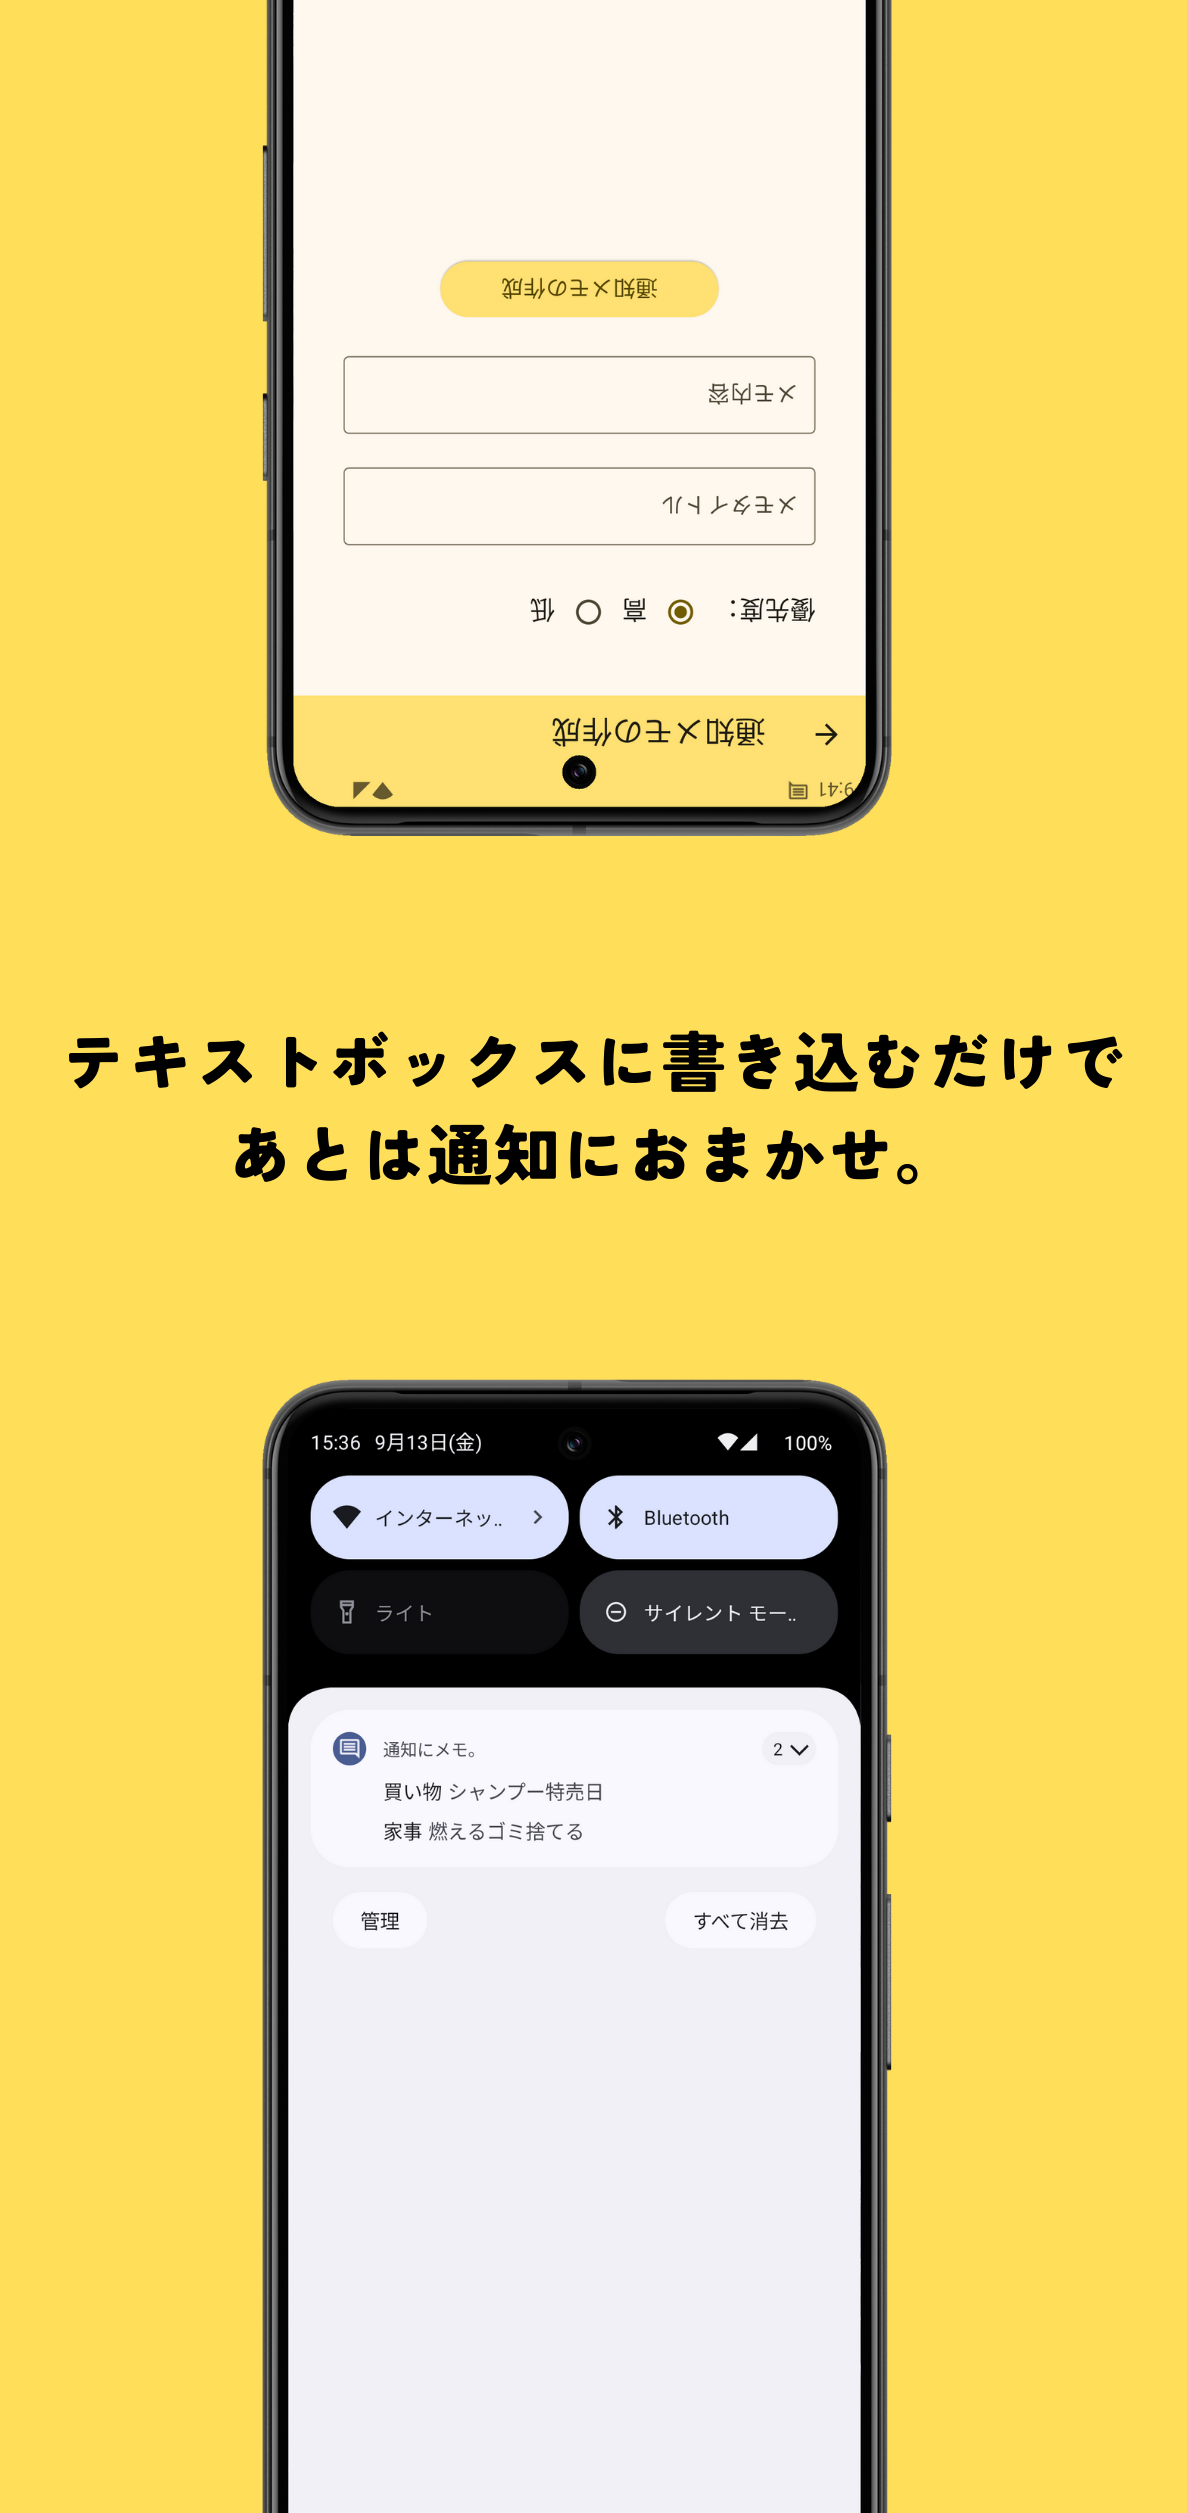 通知メモの作成
メモ内容
メモタイトル
優先度: 高 低
通知メモの作成
9:41
テキストボックスに書き込むだけで
あとは通知におまかせ。
15:36 9月13日(金) 100%
インターネッ.. Bluetooth
ライト サイレント モー..
通知にメモ。 2
買い物 シャンプー特売日
家事 燃えるゴミ捨てる
管理 すべて消去